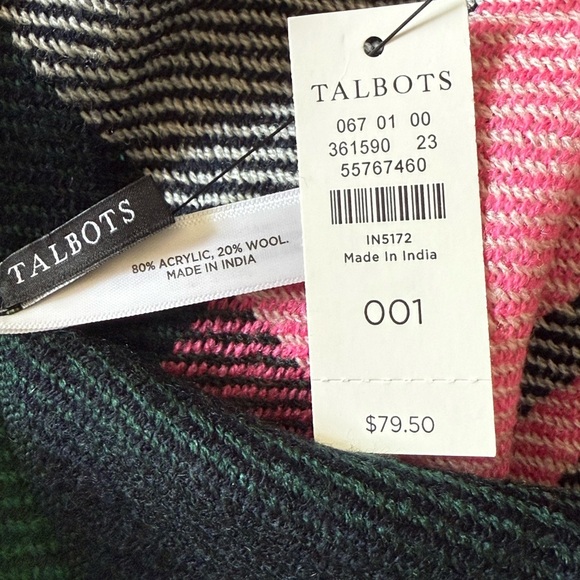 TALBOTS
067 01 00
361590 23
55767460
IN5172
Made In India
001
$79.50
TALBOTS
80% ACRYLIC, 20% WOOL.
MADE IN INDIA